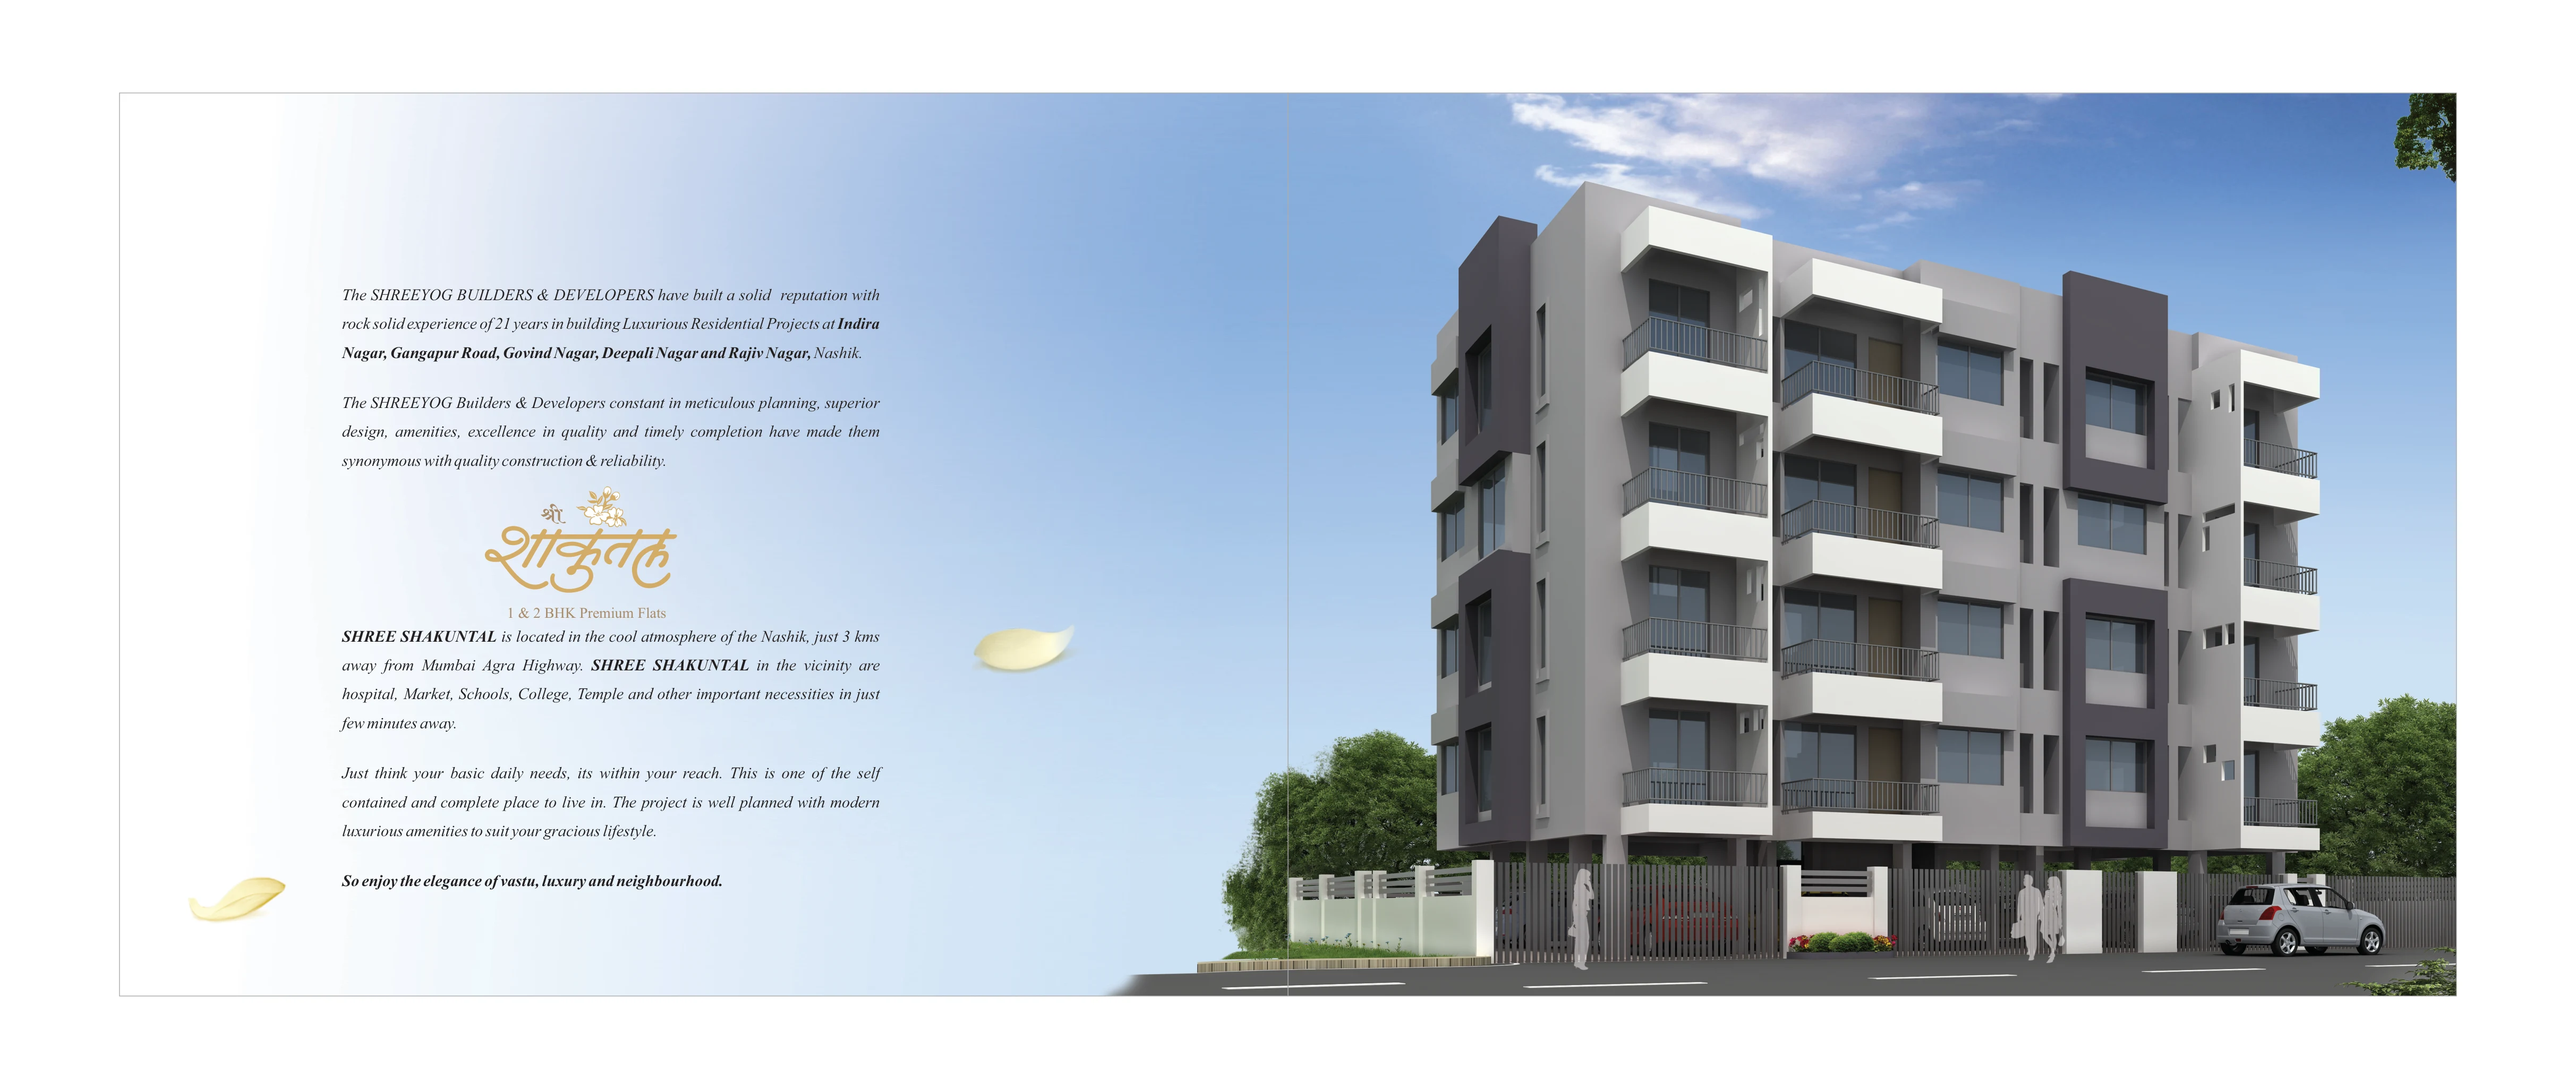 The SHREEYOG BUILDERS & DEVELOPERS have built a solid reputation with
rock solid experience of 21 years in building Luxurious Residential Projects at Indira
Nagar, Gangapur Road, Govind Nagar, Deepali Nagar and Rajiv Nagar, Nashik.
The SHREEYOG Builders & Developers constant in meticulous planning, superior
design, amenities, excellence in quality and timely completion have made them
synonymous with quality construction & reliability.
श्री
शाकुंतल
1 & 2 BHK Premium Flats
SHREE SHAKUNTAL is located in the cool atmosphere of the Nashik, just 3 kms
away from Mumbai Agra Highway. SHREE SHAKUNTAL in the vicinity are
hospital, Market, Schools, College, Temple and other important necessities in just
few minutes away.
Just think your basic daily needs, its within your reach. This is one of the self
contained and complete place to live in. The project is well planned with modern
luxurious amenities to suit your gracious lifestyle.
So enjoy the elegance of vastu, luxury and neighbourhood.